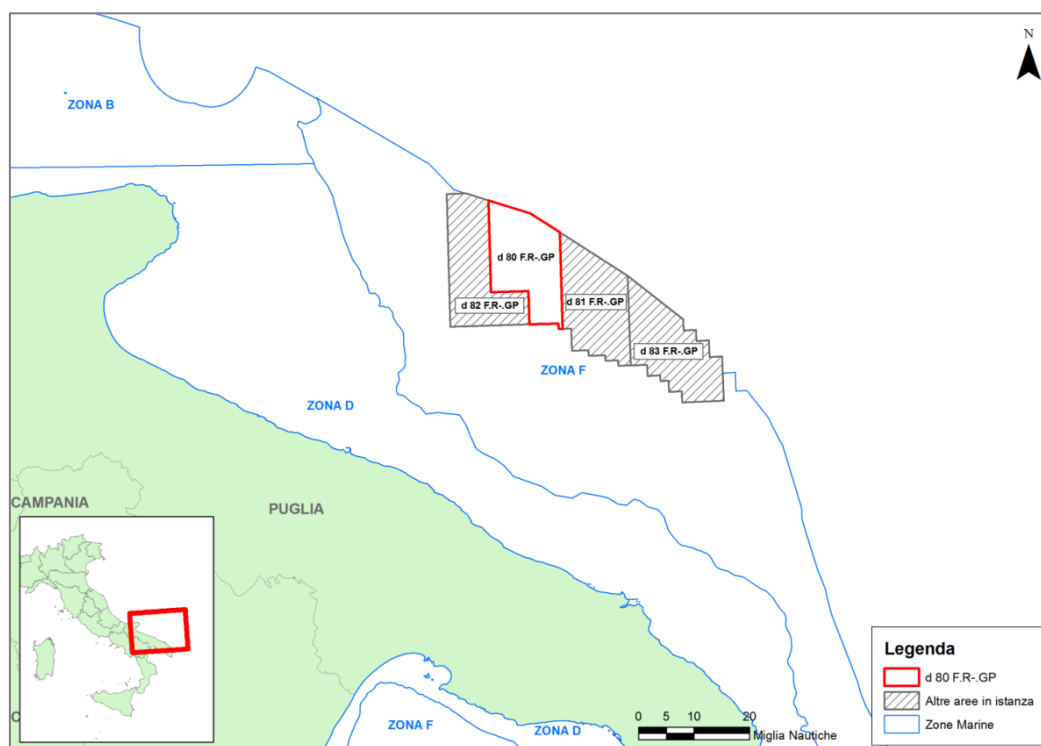 N
ZONA B
d 80 F.R-.GP
d 82 F.R-.GP
d 81 F.R-.GP
d 83 F.R-.GP
ZONA F
ZONA D
CAMPANIA
PUGLIA
C
ZONA F
ZONA D
0 5 10 20
Miglia Nautiche
Legenda
d 80 F.R-.GP
Altre aree in istanza
Zone Marine